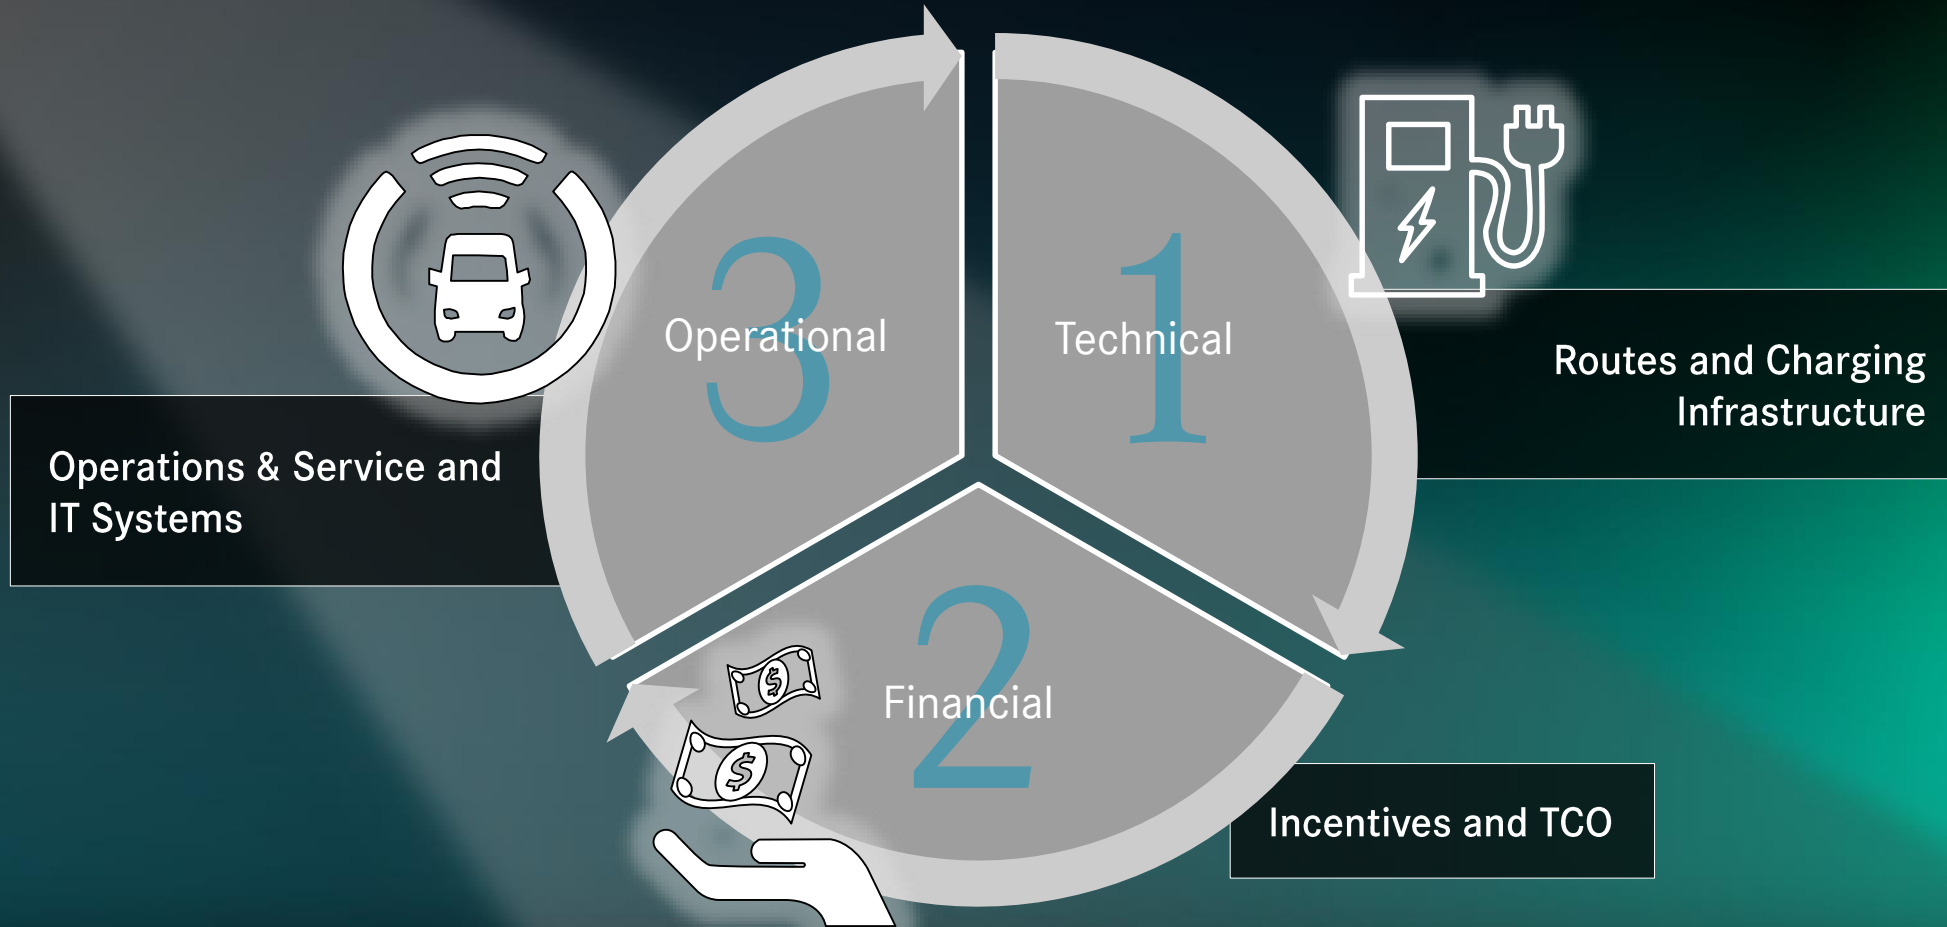 1
Technical
Routes and Charging
Infrastructure
2
Financial
$
$
Incentives and TCO
3
Operational
Operations & Service and
IT Systems